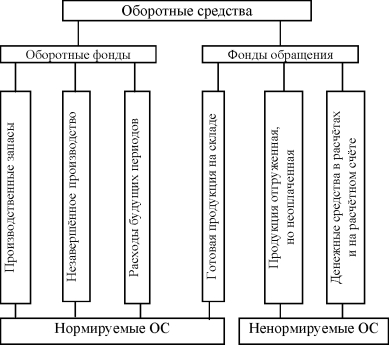 Оборотные средства
Оборотные фонды
Фонды обращения
Производственные запасы
Незавершённое производство
Расходы будущих периодов
Готовая продукция на складе
Продукция отгруженная,
но неоплаченная
Денежные средства в расчётах
и на расчётном счёте
Нормируемые ОС
Ненормируемые ОС